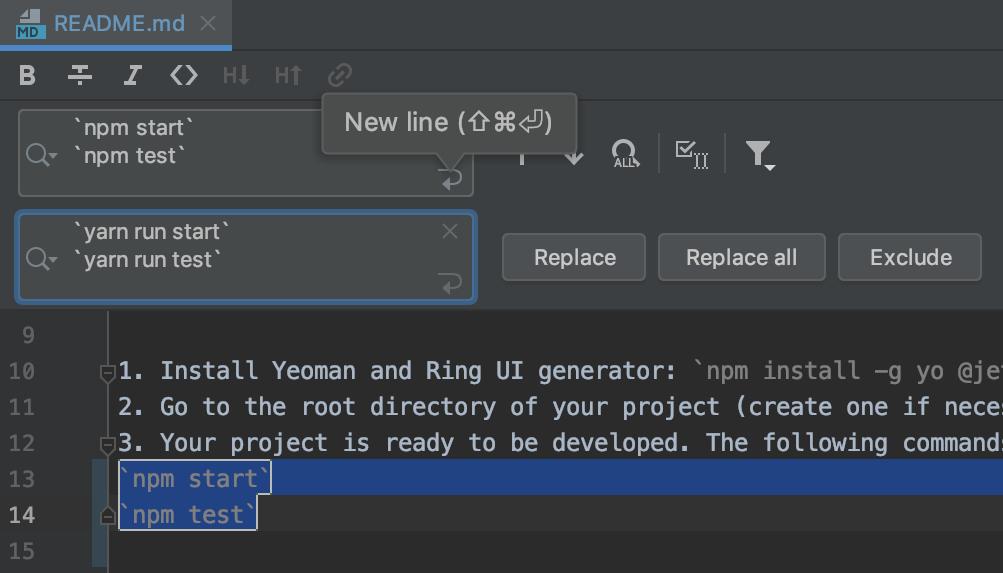 MD README.md
B I H↓ H↑
`npm start`
`npm test`
New line (⇧⌘⏎)
ALL
`yarn run start`
`yarn run test`
Replace
Replace all
Exclude
9
10 1. Install Yeoman and Ring UI generator: `npm install -g yo @je
11 2. Go to the root directory of your project (create one if nece
12 3. Your project is ready to be developed. The following command
13 `npm start`
14 `npm test`
15